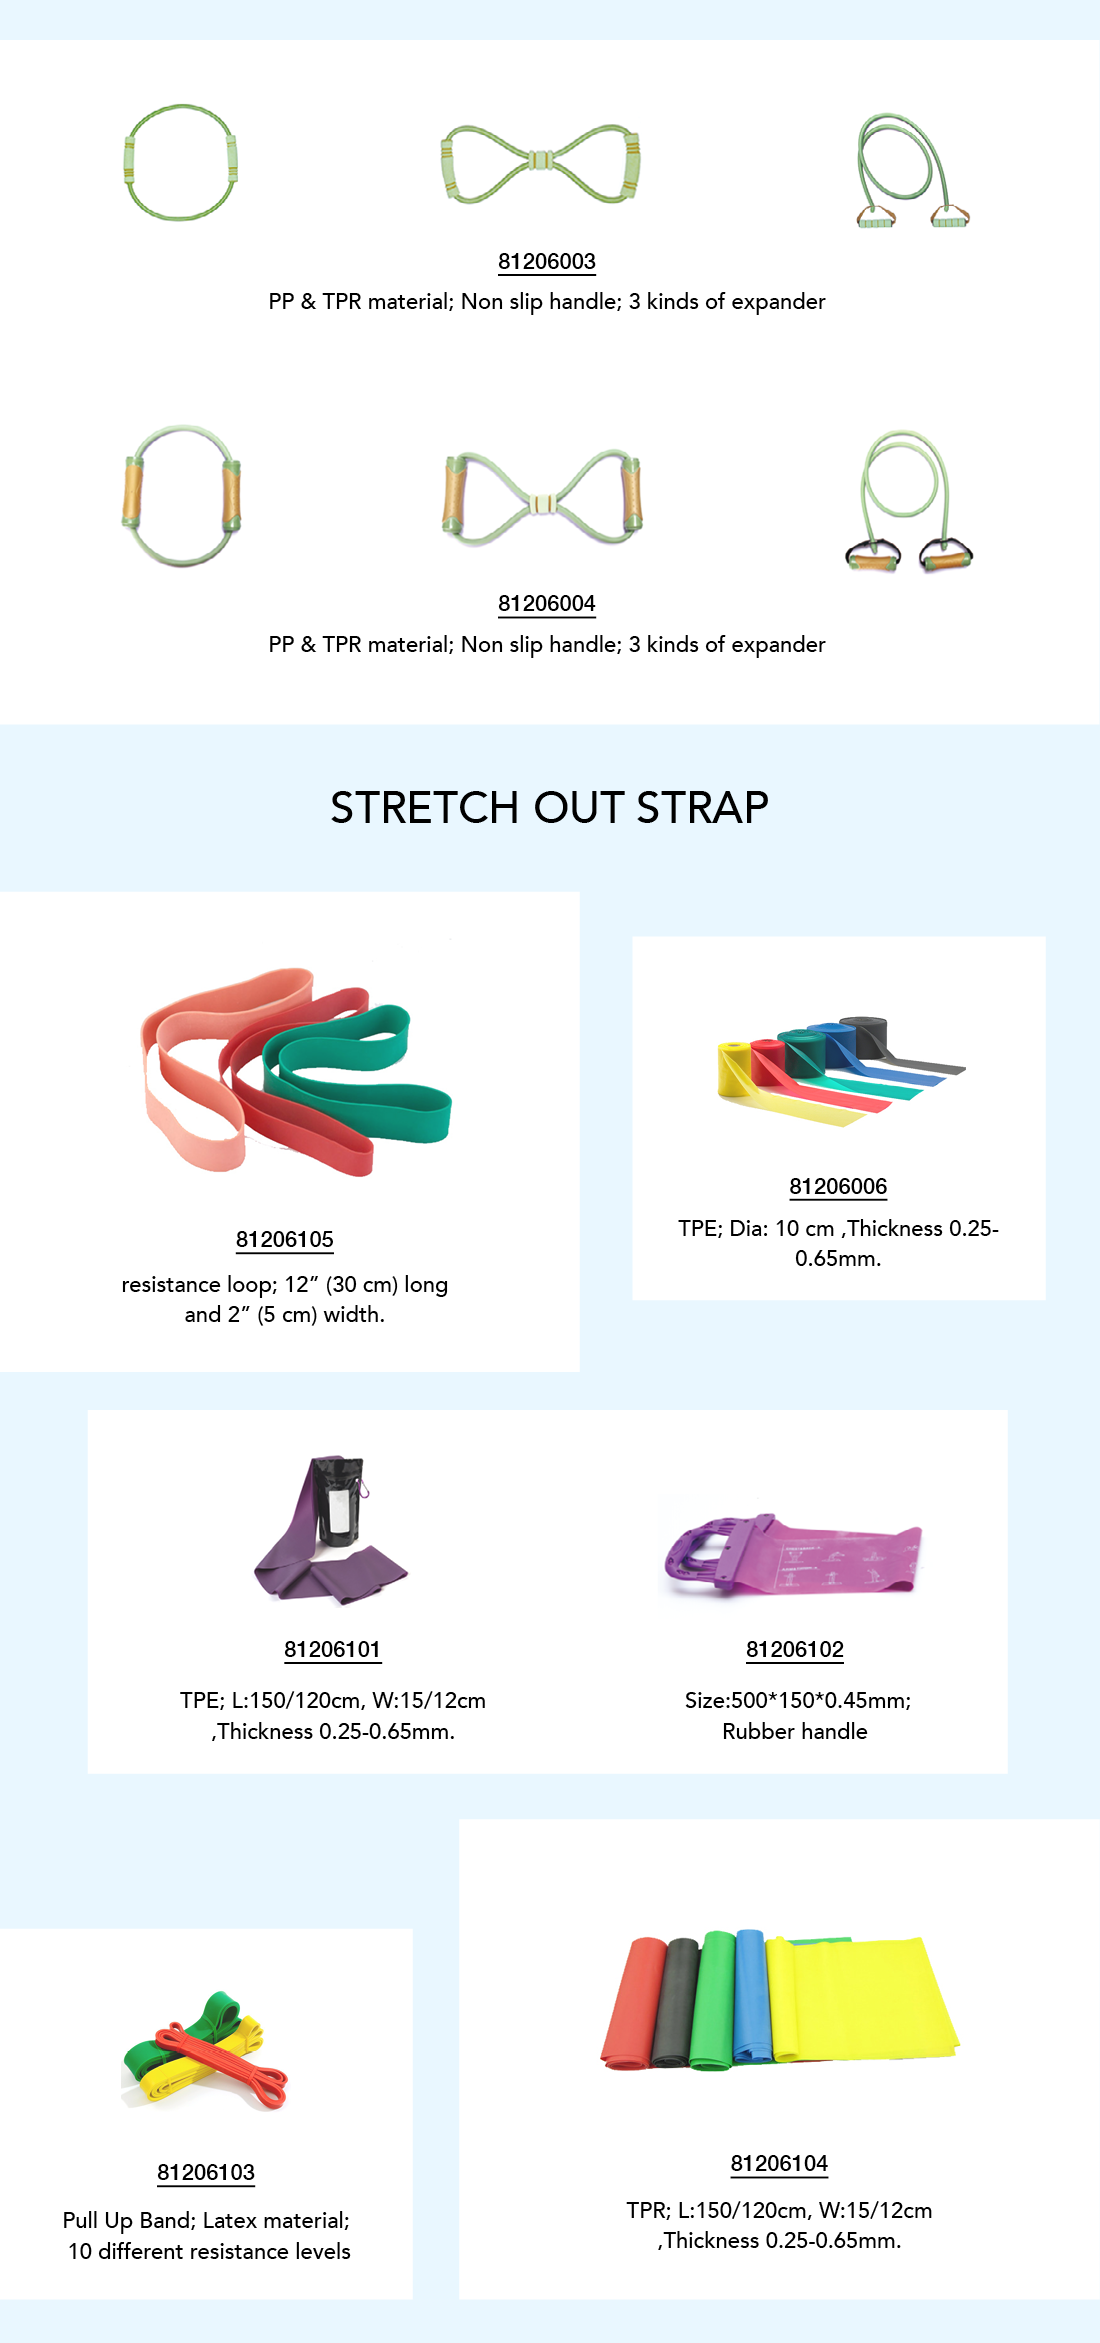 81206003
PP & TPR material; Non slip handle; 3 kinds of expander
81206004
PP & TPR material; Non slip handle; 3 kinds of expander
STRETCH OUT STRAP
81206105
resistance loop; 12” (30 cm) long
and 2” (5 cm) width.
81206006
TPE; Dia: 10 cm ,Thickness 0.25-
0.65mm.
81206101
TPE; L:150/120cm, W:15/12cm
,Thickness 0.25-0.65mm.
81206102
Size:500*150*0.45mm;
Rubber handle
81206103
Pull Up Band; Latex material;
10 different resistance levels
81206104
TPR; L:150/120cm, W:15/12cm
,Thickness 0.25-0.65mm.